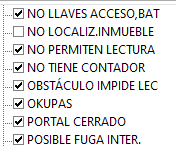 NO LLAVES ACCESO,BAT
NO LOCALIZ.INMUEBLE
NO PERMITEN LECTURA
NO TIENE CONTADOR
OBSTÁCULO IMPIDE LEC
OKUPAS
PORTAL CERRADO
POSIBLE FUGA INTER.